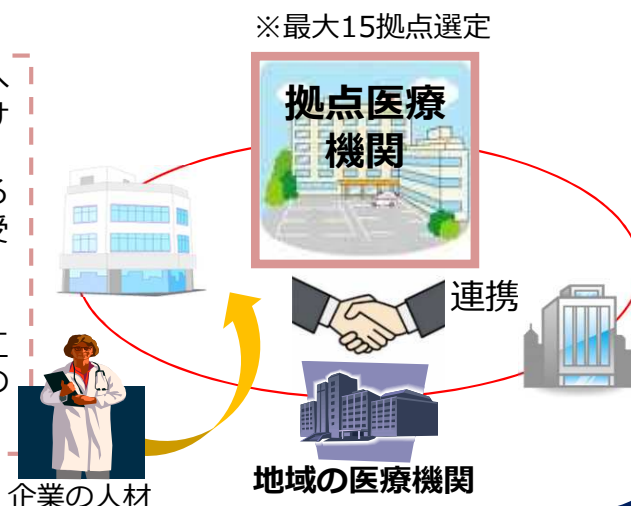 ※最大15拠点選定
拠点医療
機関
連携
地域の医療機関
企業の人材